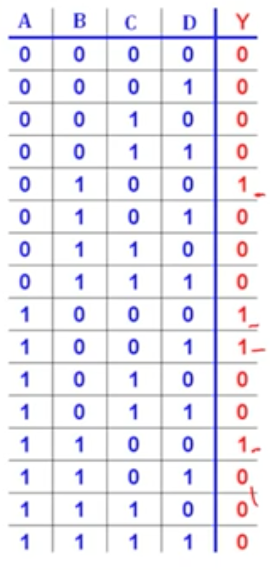 A B C D Y
0 0 0 0 0
0 0 0 1 0
0 0 1 0 0
0 0 1 1 0
0 1 0 0 1
0 1 0 1 0
0 1 1 0 0
0 1 1 1 0
1 0 0 0 1
1 0 0 1 1
1 0 1 0 0
1 0 1 1 0
1 1 0 0 1
1 1 0 1 0
1 1 1 0 0
1 1 1 1 0